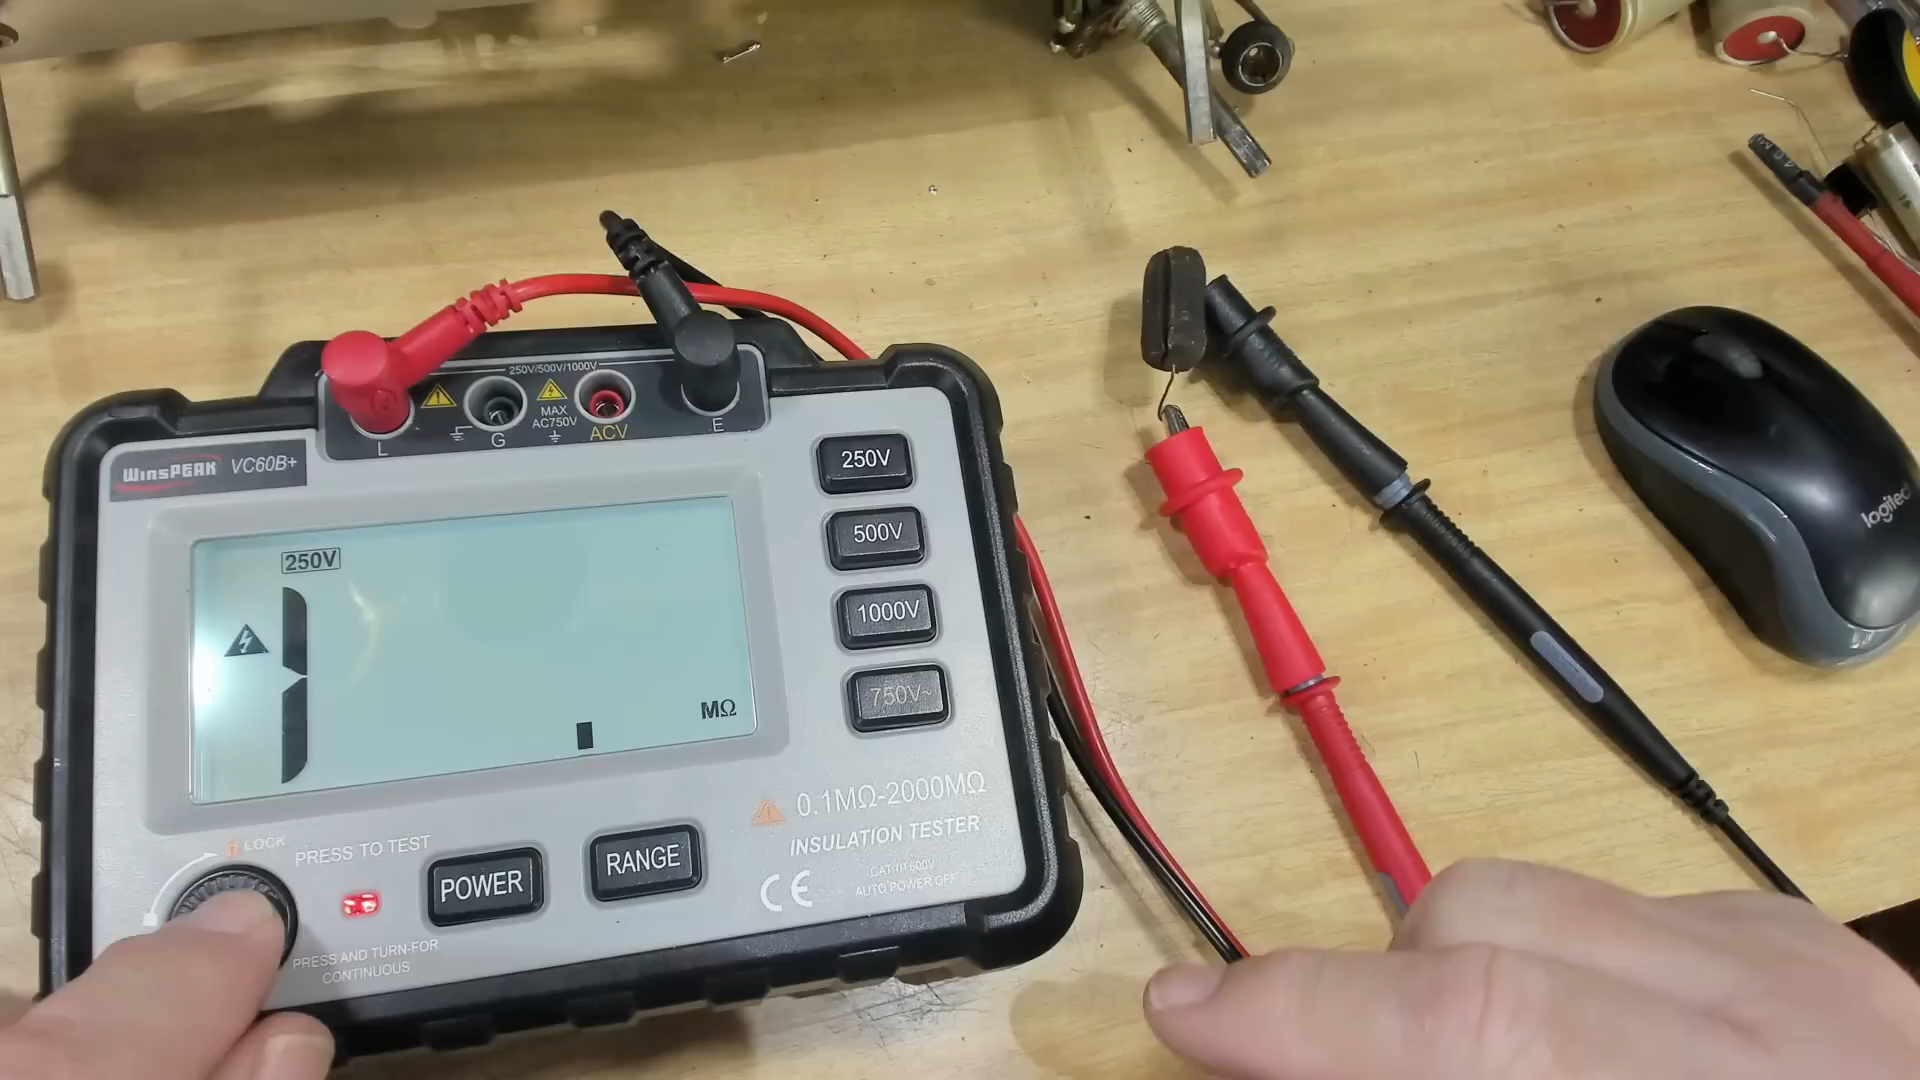 250V/500V/1000V
MAX
AC750V
L
G
ACV
E
WINSPEAK VC60B+
250V
500V
1000V
750V~
250V
MΩ
0.1MΩ-2000MΩ
INSULATION TESTER
CAT III 600V
AUTO POWER OFF
CE
LOCK
PRESS TO TEST
POWER
RANGE
PRESS AND TURN-FOR
CONTINUOUS
logitech